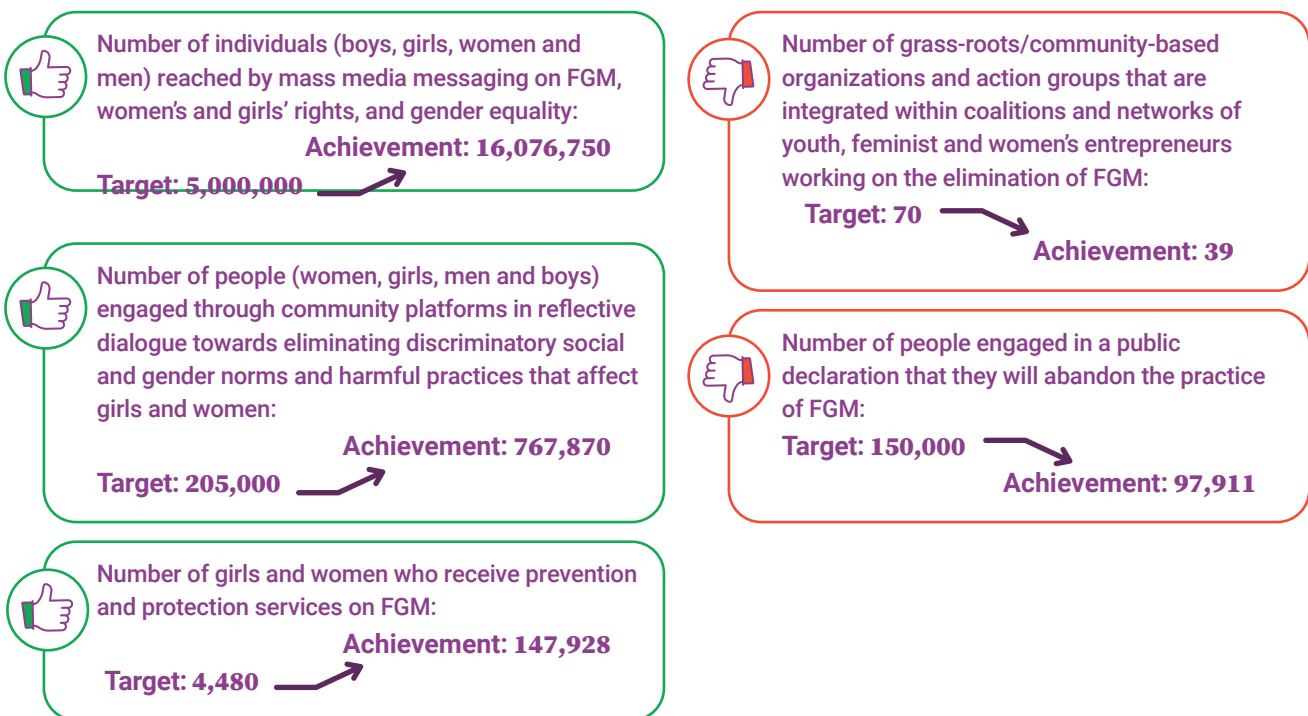 Number of individuals (boys, girls, women and
men) reached by mass media messaging on FGM,
women's and girls' rights, and gender equality:
Achievement: 16,076,750
Target: 5,000,000
Number of people (women, girls, men and boys)
engaged through community platforms in reflective
dialogue towards eliminating discriminatory social
and gender norms and harmful practices that affect
girls and women:
Achievement: 767,870
Target: 205,000
Number of girls and women who receive prevention
and protection services on FGM:
Achievement: 147,928
Target: 4,480
Number of grass-roots/community-based
organizations and action groups that are
integrated within coalitions and networks of
youth, feminist and women's entrepreneurs
working on the elimination of FGM:
Target: 70
Achievement: 39
Number of people engaged in a public
declaration that they will abandon the practice
of FGM:
Target: 150,000
Achievement: 97,911